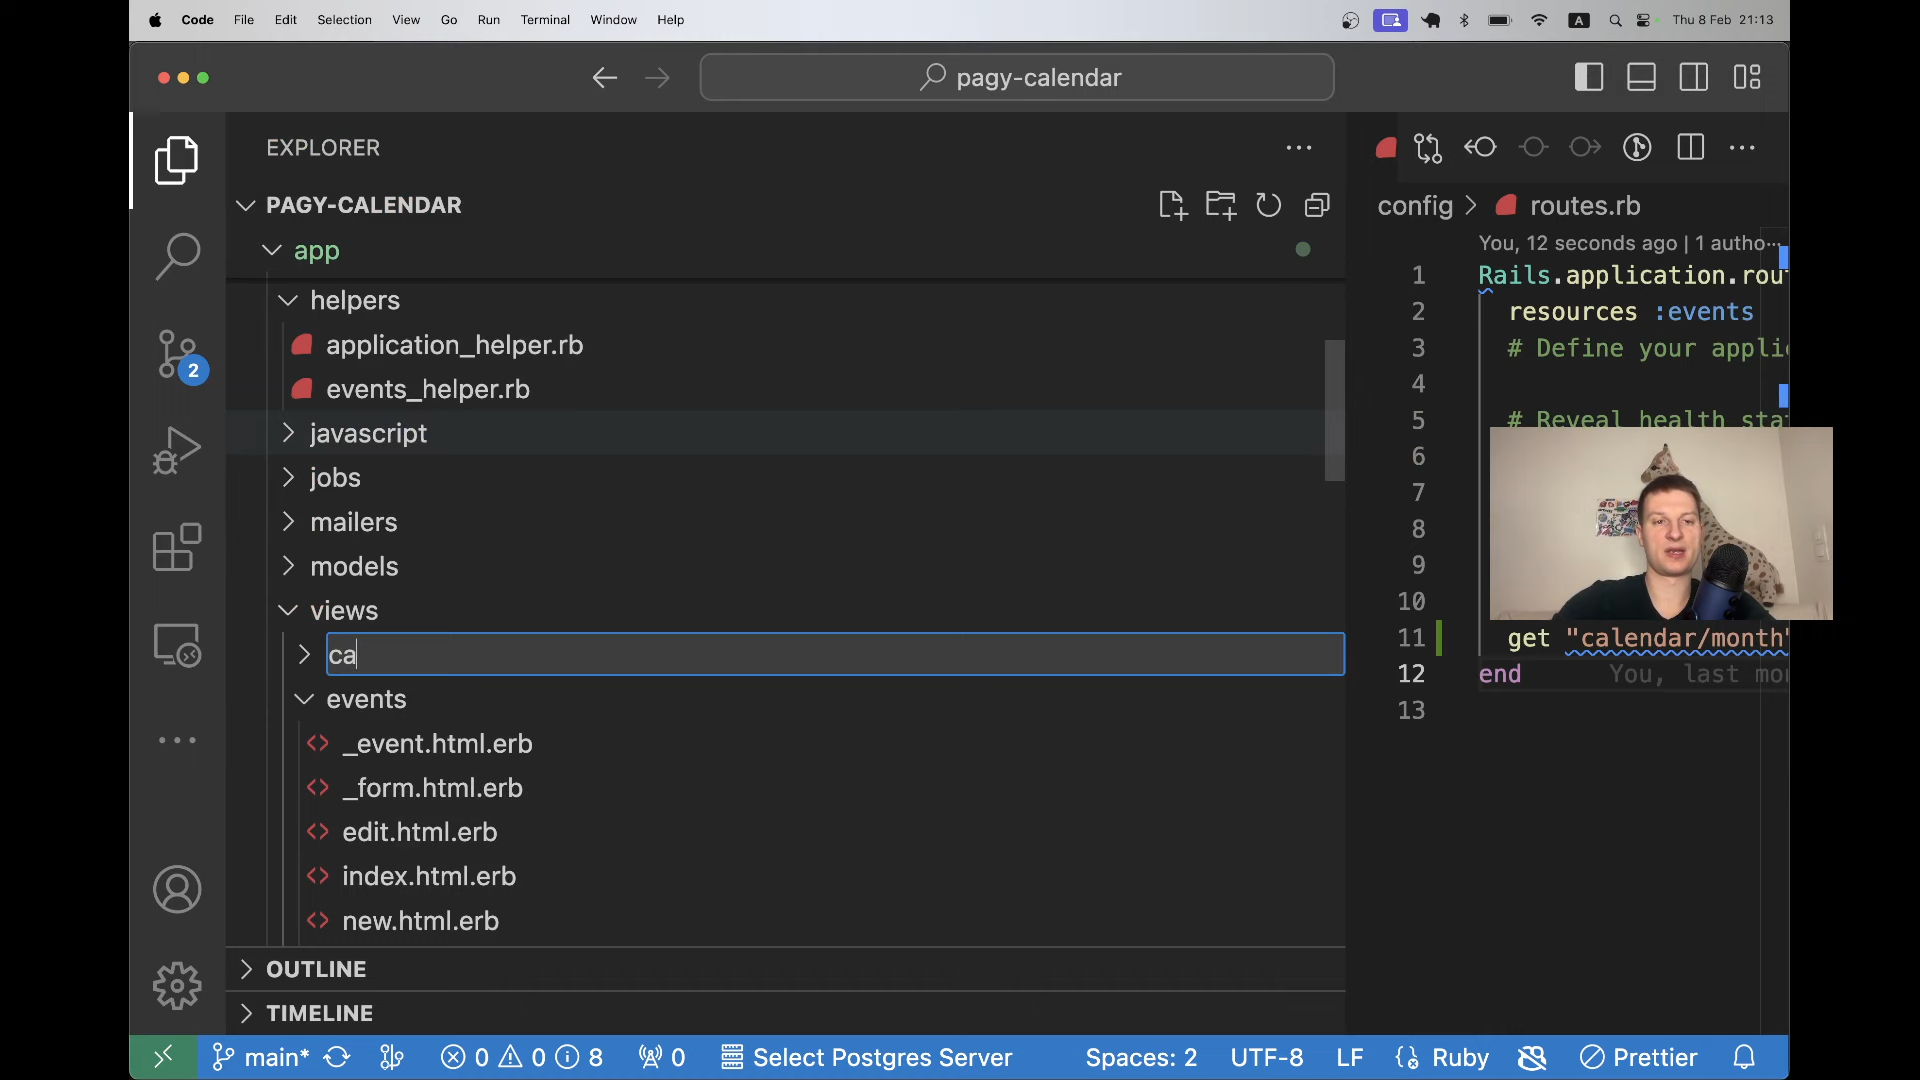 Code File Edit Selection View Go Run Terminal Window Help
A Thu 8 Feb 21:13
pagy-calendar
EXPLORER
PAGY-CALENDAR
app
helpers
application_helper.rb
events_helper.rb
javascript
jobs
mailers
models
views
ca
events
_event.html.erb
_form.html.erb
edit.html.erb
index.html.erb
new.html.erb
OUTLINE
TIMELINE
2
config > routes.rb
You, 12 seconds ago | 1 autho...
1 Rails.application.rou
2 resources :events
3 # Define your appli
4
5 # Reveal health sta
6
7
8
9
10
11 get "calendar/month"
12 end You, last mo
13
main* 0 0 8 0 Select Postgres Server Spaces: 2 UTF-8 LF Ruby Prettier